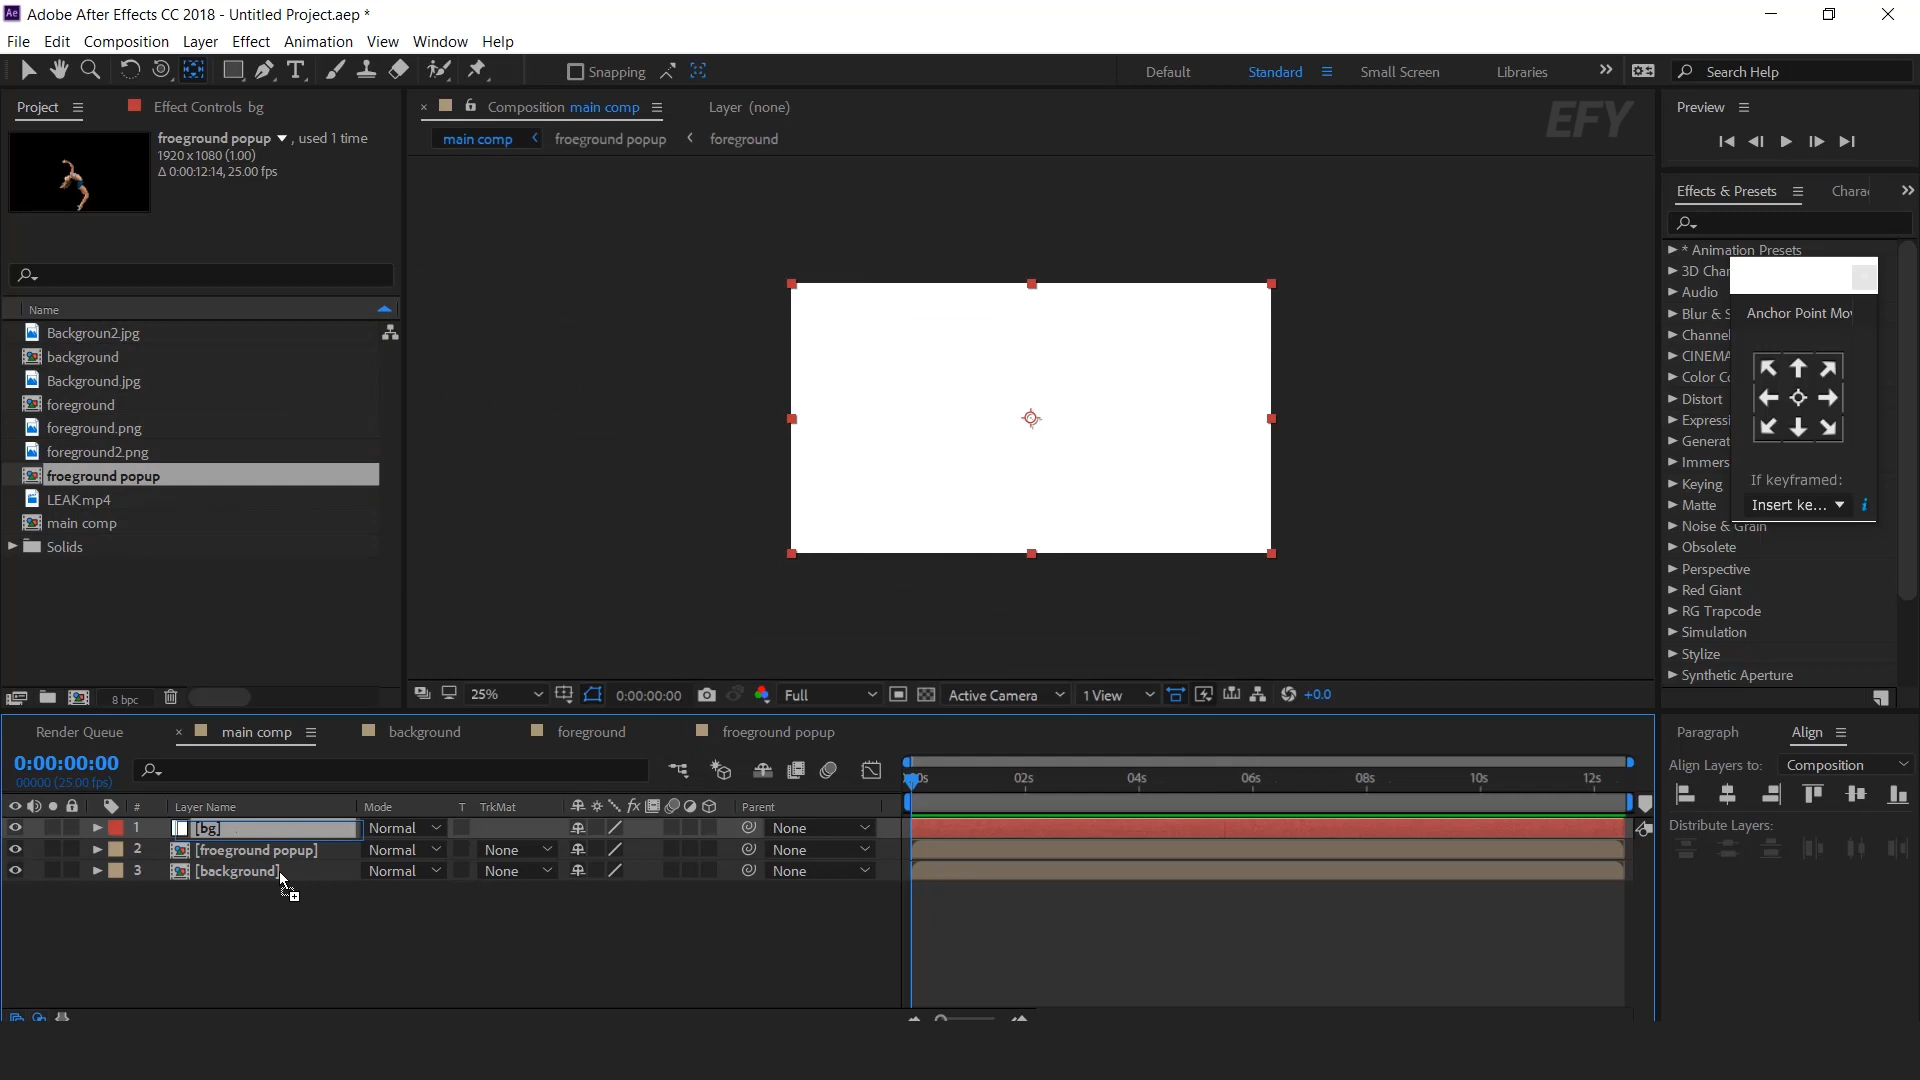 Adobe After Effects CC 2018 - Untitled Project.aep *
File Edit Composition Layer Effect Animation View Window Help
Snapping Default Standard Small Screen Libraries Search Help
Project Effect Controls bg
froeground popup , used 1 time
1920 x 1080 (1.00)
Δ 0:00:12:14, 25.00 fps
Composition main comp Layer (none)
main comp froeground popup foreground
EFY
Preview
Effects & Presets Chara
* Animation Presets
3D Chan
Audio
Blur & S
Channel
CINEMA
Color Co
Distort
Expressi
Generat
Immers
Keying
Matte
Noise & Grain
Obsolete
Perspective
Red Giant
RG Trapcode
Simulation
Stylize
Synthetic Aperture
Anchor Point Mov
If keyframed:
Insert ke...
Name
Backgroun2.jpg
background
Background.jpg
foreground
foreground.png
foreground2.png
froeground popup
LEAK.mp4
main comp
Solids
8 bpc
25% 0:00:00:00 Full Active Camera 1 View +0.0
Render Queue main comp background foreground froeground popup
0:00:00:00
00000 (25.00 fps)
# Layer Name Mode T TrkMat Parent
1 [bg] Normal None
2 [froeground popup] Normal None None
3 [background] Normal None None
02s 04s 06s 08s 10s 12s
Paragraph Align
Align Layers to: Composition
Distribute Layers: